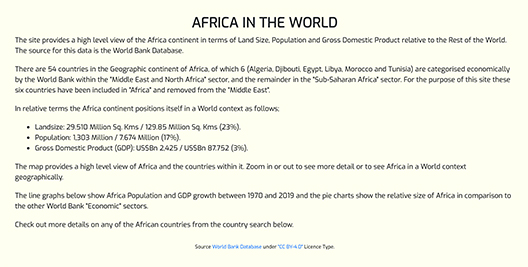 AFRICA IN THE WORLD
The site provides a high level view of the Africa continent in terms of Land Size, Population and Gross Domestic Product relative to the Rest of the World.
The source for this data is the World Bank Database.
There are 54 countries in the Geographic continent of Africa, of which 6 (Algeria, Djibouti, Egypt, Libya, Morocco and Tunisia) are categorised economically
by the World Bank within the "Middle East and North Africa" sector, and the remainder in the "Sub-Saharan Africa" sector. For the purpose of this site these
six countries have been included in "Africa" and removed from the "Middle East".
In relative terms the Africa continent positions itself in a World context as follows;
• Landsize: 29.510 Million Sq. Kms / 129.85 Million Sq. Kms (23%).
• Population: 1,303 Million / 7.674 Million (17%).
• Gross Domestic Product (GDP): US$Bn 2,425 / US$Bn 87.752 (3%).
The map provides a high level view of Africa and the countries within it. Zoom in or out to see more detail or to see Africa in a World context
geographically.
The line graphs below show Africa Population and GDP growth between 1970 and 2019 and the pie charts show the relative size of Africa in comparison to
the other World Bank "Economic" sectors.
Check out more details on any of the African countries from the country search below.
Source World Bank Database under "CC BY-4.0" Licence Type.